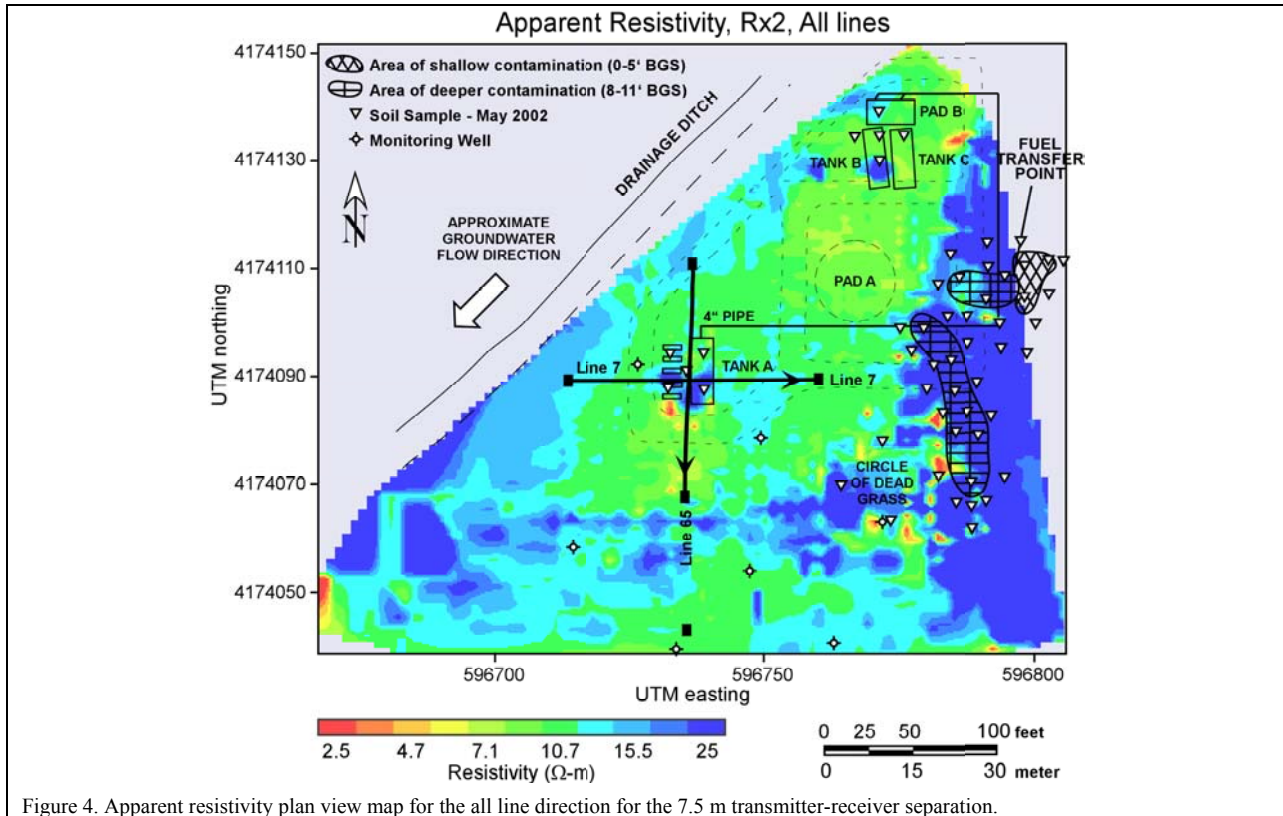 Apparent Resistivity, Rx2, All lines
4174150
4174130
4174110
4174090
4174070
4174050
UTM northing
Area of shallow contamination (0-5' BGS)
Area of deeper contamination (8-11' BGS)
Soil Sample - May 2002
Monitoring Well
N
DRAINAGE DITCH
APPROXIMATE
GROUNDWATER
FLOW DIRECTION
PAD B
TANK B
TANK C
FUEL
TRANSFER
POINT
PAD A
4" PIPE
TANK A
Line 7
Line 7
CIRCLE
OF DEAD
GRASS
Line 65
596700
596750
596800
UTM easting
2.5 4.7 7.1 10.7 15.5 25
Resistivity (Ω-m)
0 25 50 100 feet
0 15 30 meter
Figure 4. Apparent resistivity plan view map for the all line direction for the 7.5 m transmitter-receiver separation.